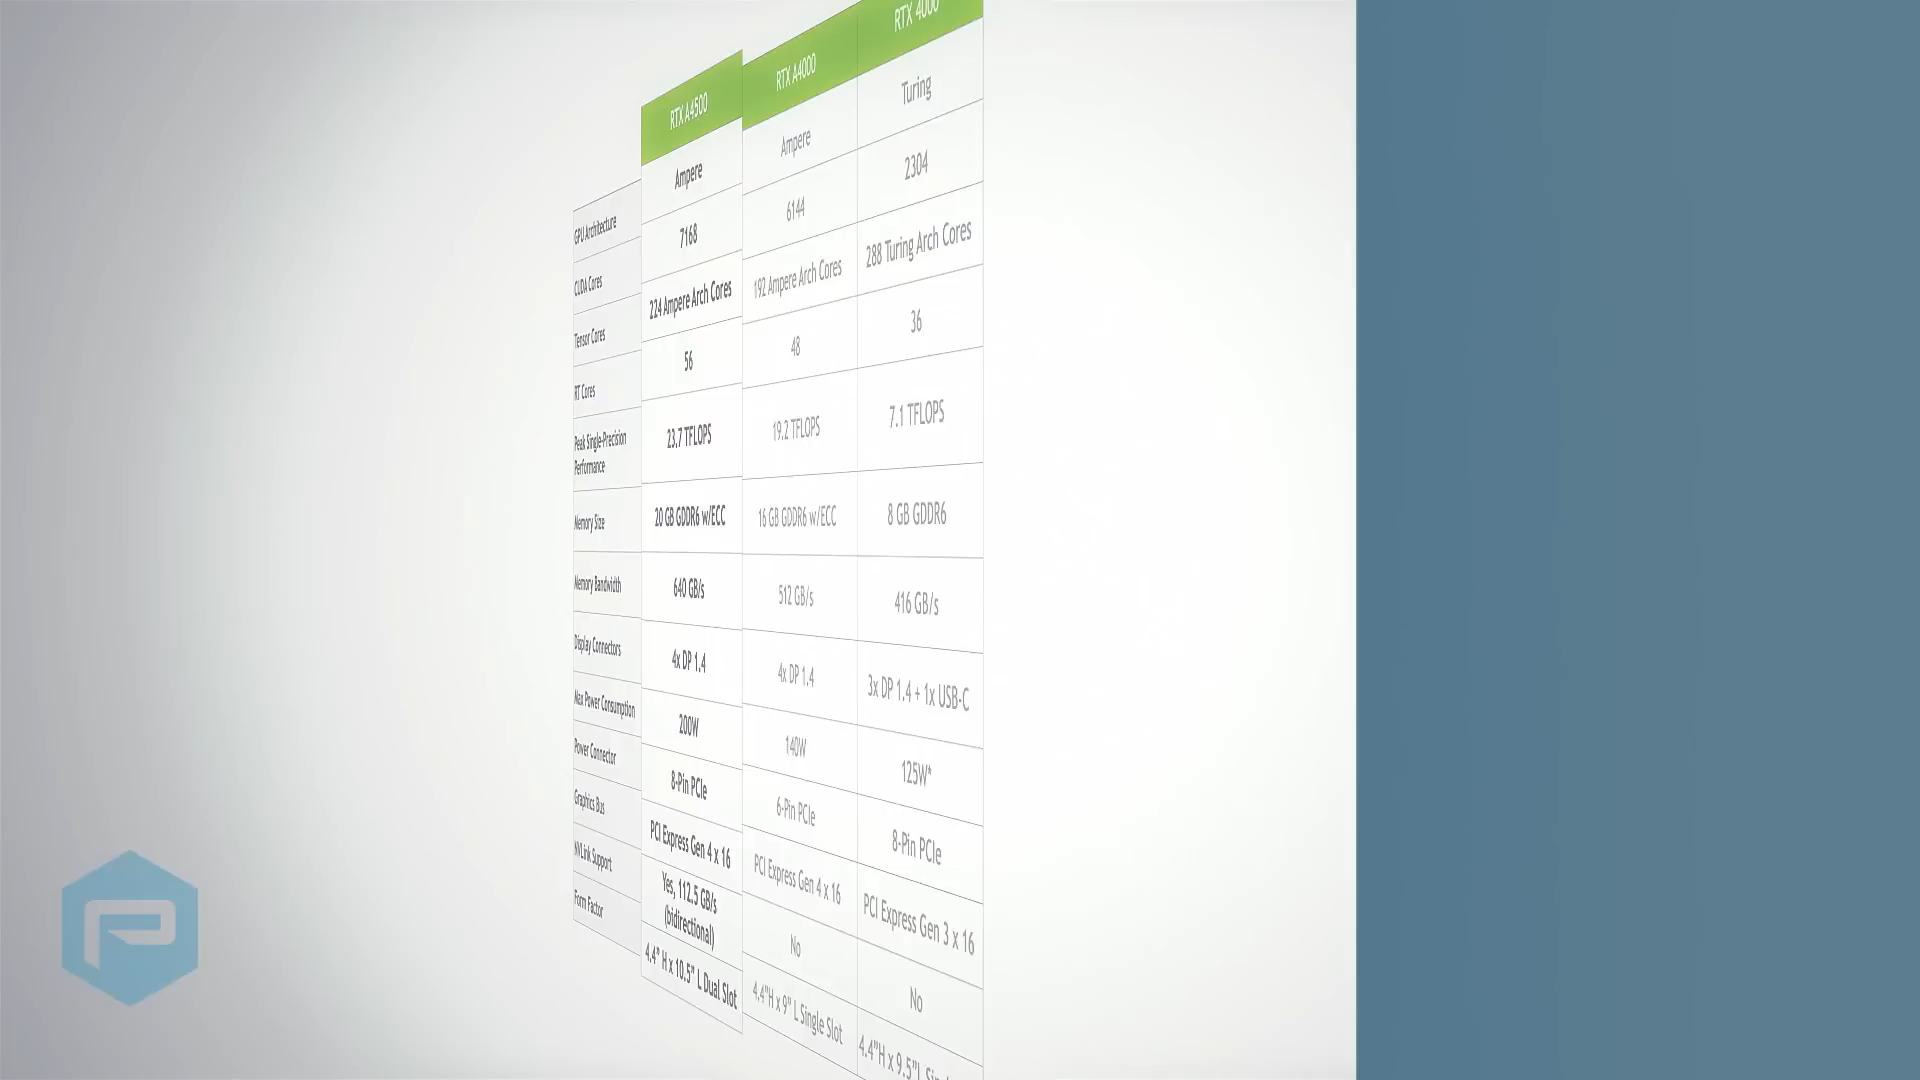 RTX A4500 RTX A4000 RTX 4000
GPU Architecture Ampere Ampere Turing
CUDA Cores 7168 6144 2304
Tensor Cores 224 Ampere Arch Cores 192 Ampere Arch Cores 288 Turing Arch Cores
RT Cores 56 48 36
Peak Single-Precision
Performance 23.7 TFLOPS 19.2 TFLOPS 7.1 TFLOPS
Memory Size 20 GB GDDR6 w/ECC 16 GB GDDR6 w/ECC 8 GB GDDR6
Memory Bandwidth 640 GB/s 512 GB/s 416 GB/s
Display Connectors 4x DP 1.4 4x DP 1.4 3x DP 1.4 + 1x USB-C
Max Power Consumption 200W 140W 125W*
Power Connector 8-Pin PCIe 6-Pin PCIe 8-Pin PCIe
Graphics Bus PCI Express Gen 4 x 16 PCI Express Gen 4 x 16 PCI Express Gen 3 x 16
NVLink Support Yes, 112.5 GB/s
(bidirectional) No No
Form Factor 4.4” H x 10.5” L Dual Slot 4.4”H x 9” L Single Slot 4.4”H x 9.5”L